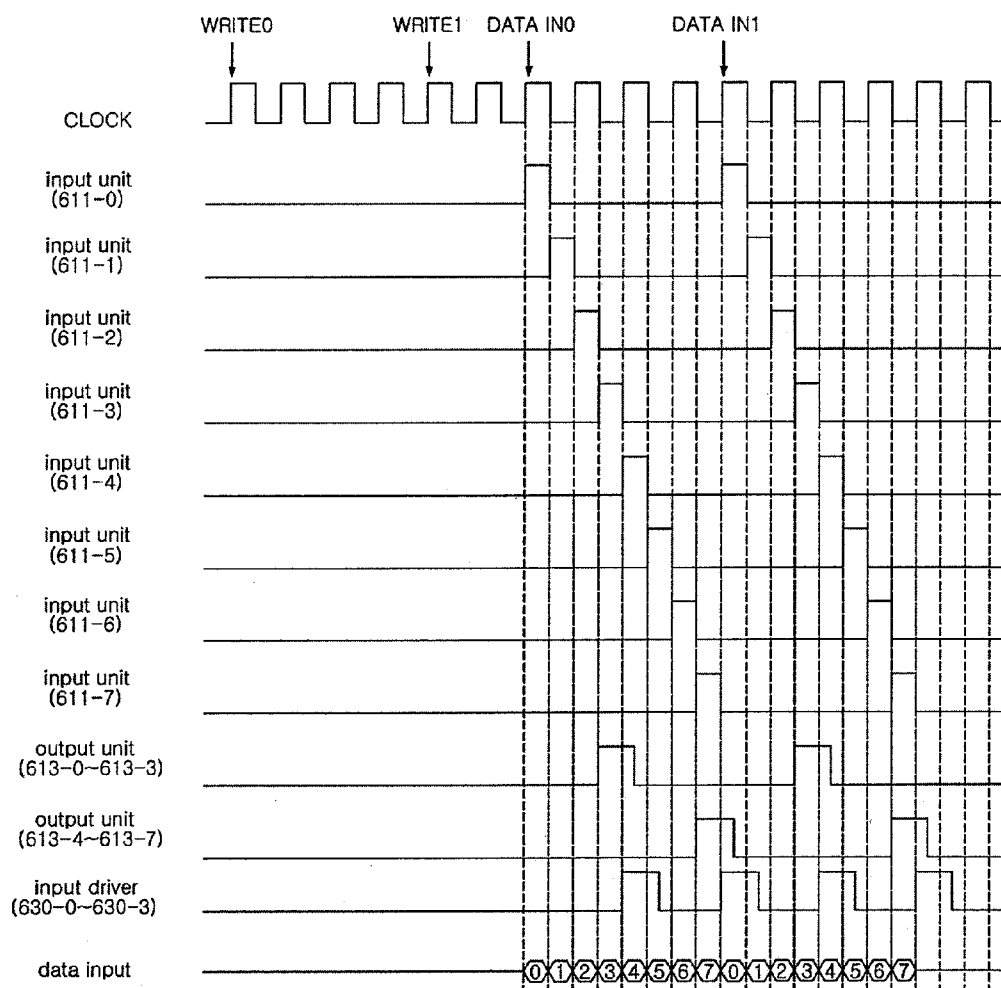 WRITE0 WRITE1 DATA IN0 DATA IN1
CLOCK
input unit
(611-0)
input unit
(611-1)
input unit
(611-2)
input unit
(611-3)
input unit
(611-4)
input unit
(611-5)
input unit
(611-6)
input unit
(611-7)
output unit
(613-0~613-3)
output unit
(613-4~613-7)
input driver
(630-0~630-3)
data input 0 1 2 3 4 5 6 7 0 1 2 3 4 5 6 7